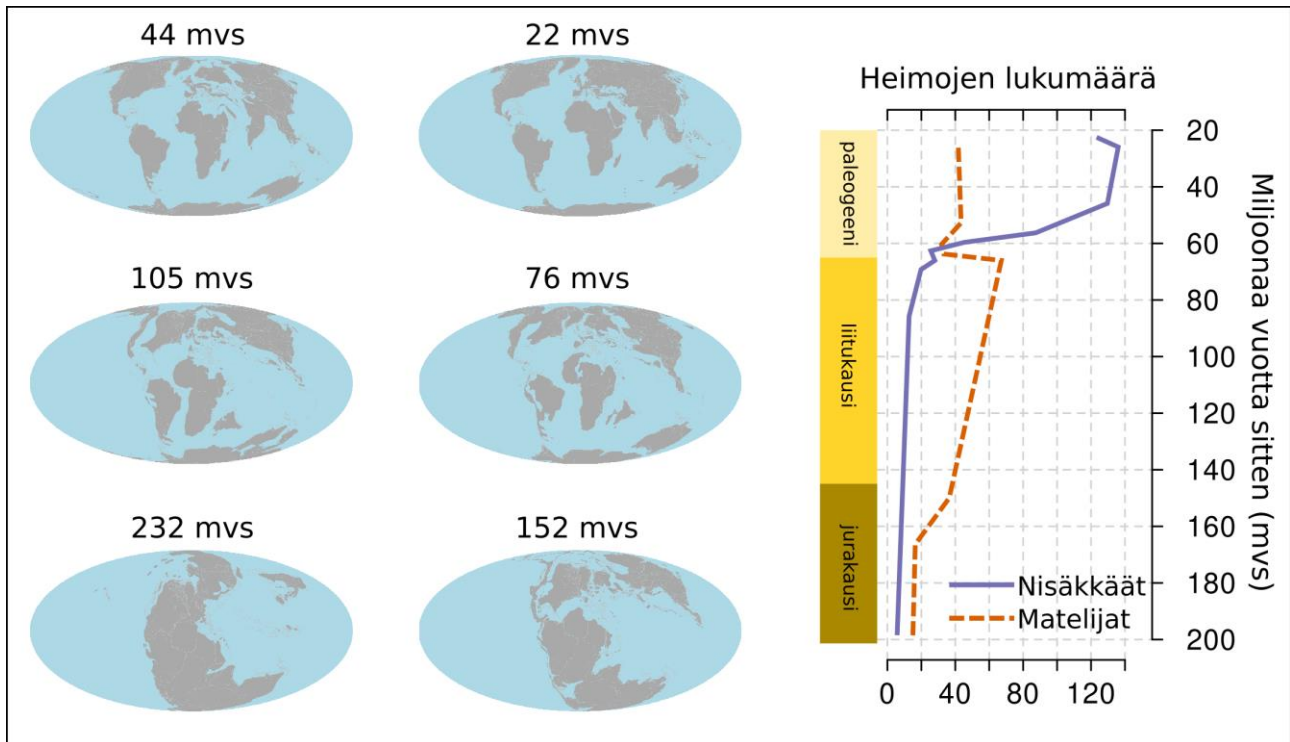 44 mvs
22 mvs
105 mvs
76 mvs
232 mvs
152 mvs
Heimojen lukumäärä
paleogeeni
liitukausi
jurakausi
20
40
60
80
100
120
140
160
180
200
Miljoonaa vuotta sitten (mvs)
Nisäkkäät
Matelijat
0 40 80 120